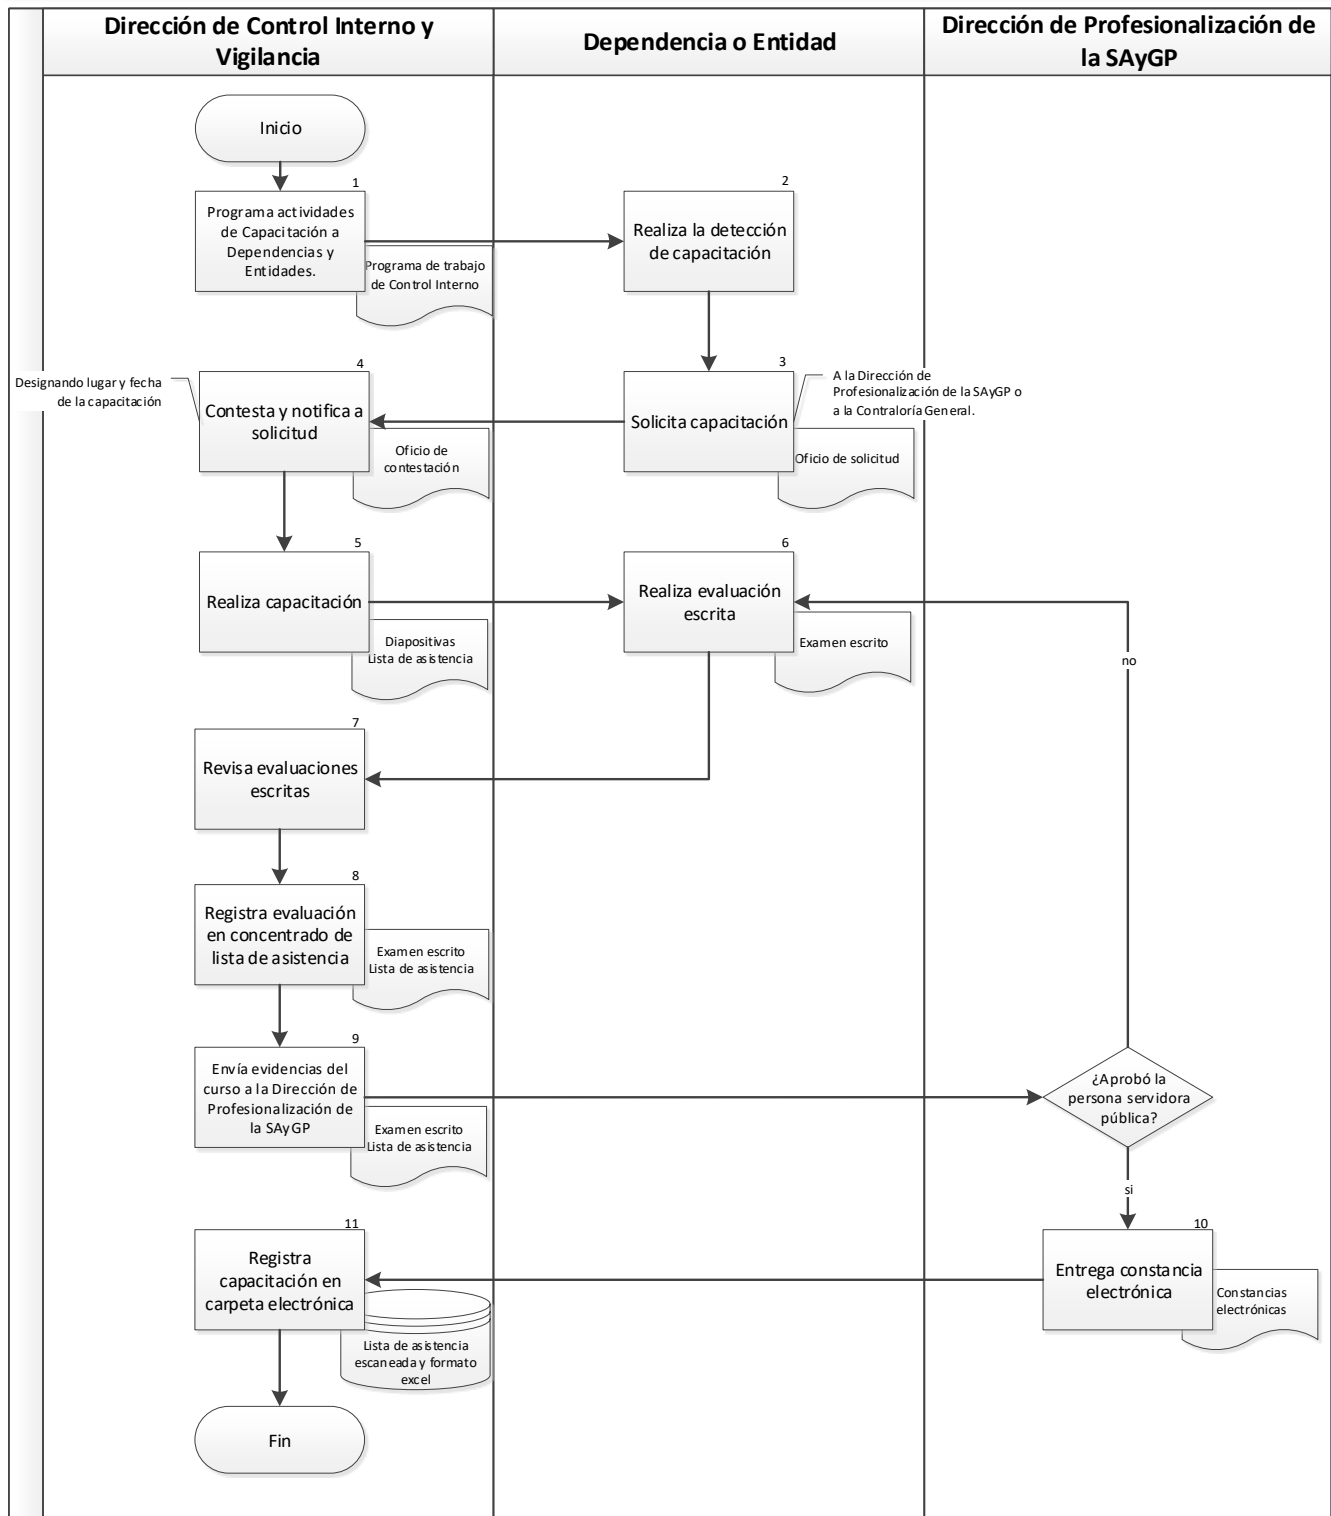 Dirección de Control Interno y
Vigilancia
Dependencia o Entidad
Dirección de Profesionalización de
la SAyGP
Inicio
1
Programa actividades
de Capacitación a
Dependencias y
Entidades.
Programa de trabajo
de Control Interno
2
Realiza la detección
de capacitación
3
Solicita capacitación
A la Dirección de
Profesionalización de la SAyGP o
a la Contraloría General.
Oficio de solicitud
4
Contesta y notifica a
solicitud
Designando lugar y fecha
de la capacitación
Oficio de
contestación
5
Realiza capacitación
Diapositivas
Lista de asistencia
6
Realiza evaluación
escrita
Examen escrito
no
7
Revisa evaluaciones
escritas
8
Registra evaluación
en concentrado de
lista de asistencia
Examen escrito
Lista de asistencia
9
Envía evidencias del
curso a la Dirección de
Profesionalización de
la SAyGP
Examen escrito
Lista de asistencia
¿Aprobó la
persona servidora
pública?
si
10
Entrega constancia
electrónica
Constancias
electrónicas
11
Registra
capacitación en
carpeta electrónica
Lista de asistencia
escaneada y formato
excel
Fin